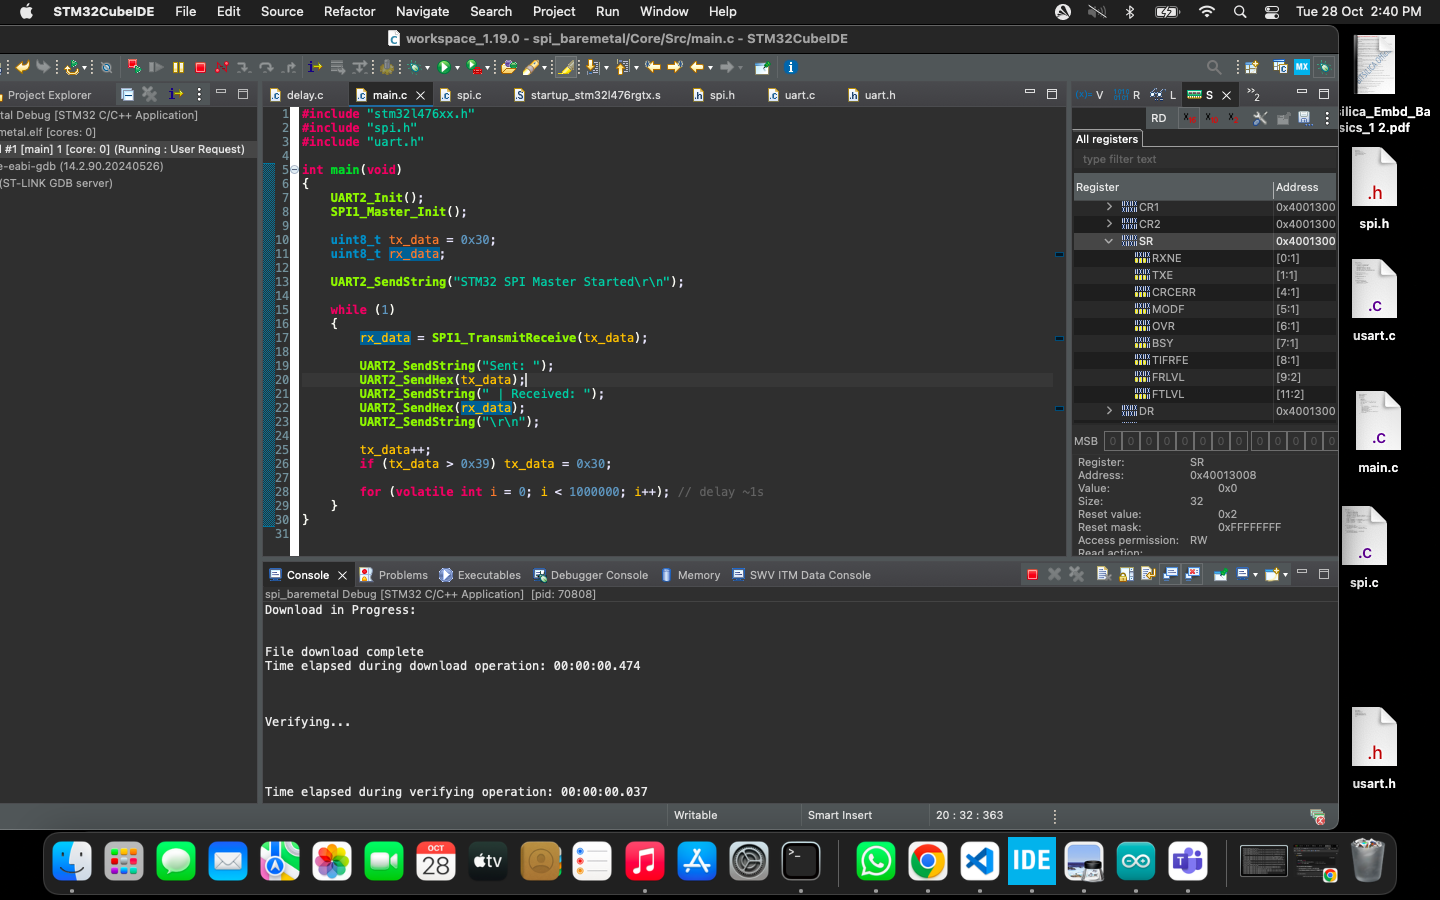 STM32CubeIDE File Edit Source Refactor Navigate Search Project Run Window Help Tue 28 Oct 2:40 PM
workspace_1.19.0 - spi_baremetal/Core/Src/main.c - STM32CubeIDE
Project Explorer
tal Debug [STM32 C/C++ Application]
metal.elf [cores: 0]
#1 [main] 1 [core: 0] (Running : User Request)
e-eabi-gdb (14.2.90.20240526)
(ST-LINK GDB server)
delay.c main.c spi.c startup_stm32l476rgtx.s spi.h uart.c uart.h
1 #include "stm32l476xx.h"
2 #include "spi.h"
3 #include "uart.h"
4
5 int main(void)
6 {
7 UART2_Init();
8 SPI1_Master_Init();
9
10 uint8_t tx_data = 0x30;
11 uint8_t rx_data;
12
13 UART2_SendString("STM32 SPI Master Started\r\n");
14
15 while (1)
16 {
17 rx_data = SPI1_TransmitReceive(tx_data);
18
19 UART2_SendString("Sent: ");
20 UART2_SendHex(tx_data);
21 UART2_SendString(" | Received: ");
22 UART2_SendHex(rx_data);
23 UART2_SendString("\r\n");
24
25 tx_data++;
26 if (tx_data > 0x39) tx_data = 0x30;
27
28 for (volatile int i = 0; i < 1000000; i++); // delay ~1s
29 }
30 }
31
V R L S 2
RD
All registers
type filter text
Register Address
CR1 0x4001300
CR2 0x4001300
SR 0x4001300
RXNE [0:1]
TXE [1:1]
CRCERR [4:1]
MODF [5:1]
OVR [6:1]
BSY [7:1]
TIFRFE [8:1]
FRLVL [9:2]
FTLVL [11:2]
DR 0x4001300
MSB 0 0 0 0 0 0 0 0 0 0 0 0 0
Register: SR
Address: 0x40013008
Value: 0x0
Size: 32
Reset value: 0x2
Reset mask: 0xFFFFFFFF
Access permission: RW
Read action:
Console Problems Executables Debugger Console Memory SWV ITM Data Console
spi_baremetal Debug [STM32 C/C++ Application] [pid: 70808]
Download in Progress:
File download complete
Time elapsed during download operation: 00:00:00.474
Verifying...
Time elapsed during verifying operation: 00:00:00.037
Writable Smart Insert 20 : 32 : 363
ilica_Embd_Ba
sics_1 2.pdf
.h
spi.h
.c
usart.c
.c
main.c
.c
spi.c
.h
usart.h
OCT
28
tv
IDE